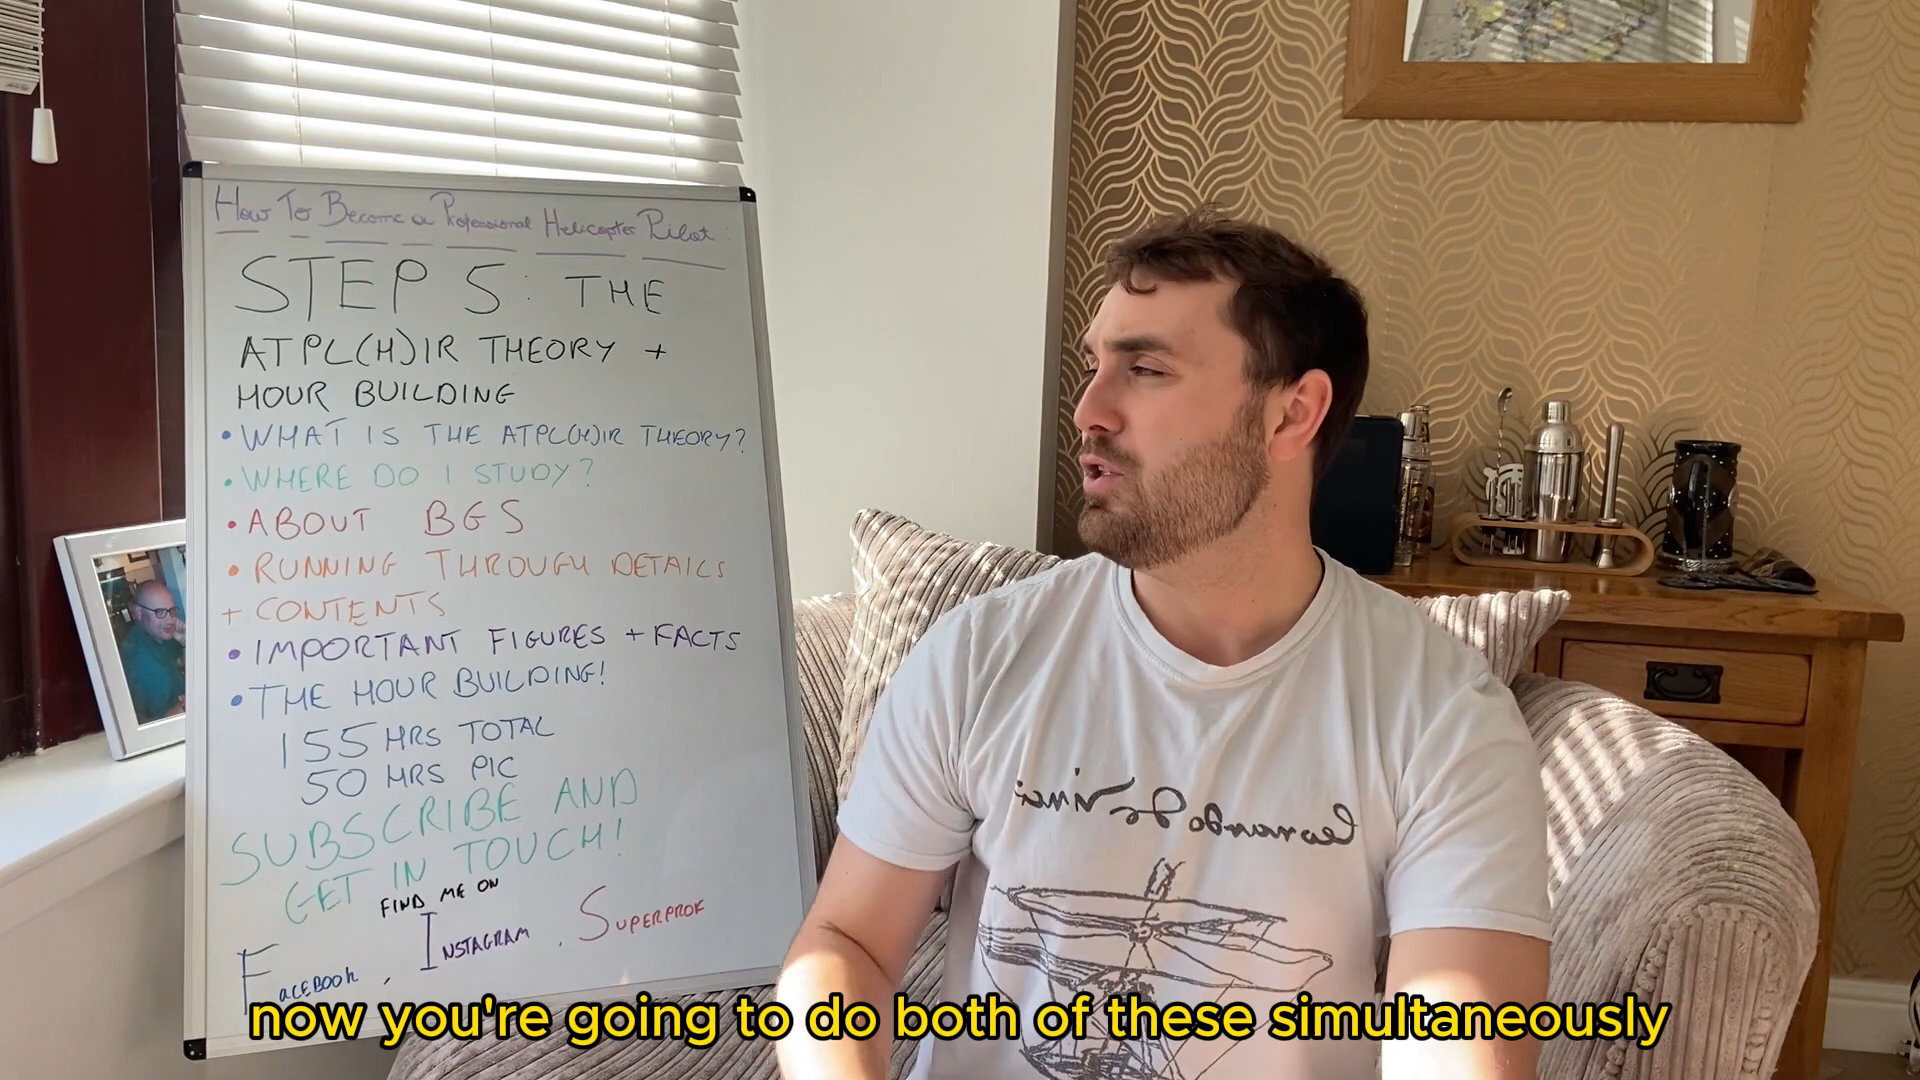 How To Become a Professional Helicopter Pilot
STEP 5: THE
ATPL(H)IR THEORY +
HOUR BUILDING
• WHAT IS THE ATPL(H)IR THEORY?
• WHERE DO I STUDY?
• ABOUT BGS
• RUNNING THROUGH DETAILS
+ CONTENTS
• IMPORTANT FIGURES + FACTS
• THE HOUR BUILDING!
155 HRS TOTAL
50 HRS PIC
SUBSCRIBE AND
GET IN TOUCH!
FIND ME ON
FACEBOOK, INSTAGRAM, SUPERPROF
Leonardo da Vinci
now you're going to do both of these simultaneously